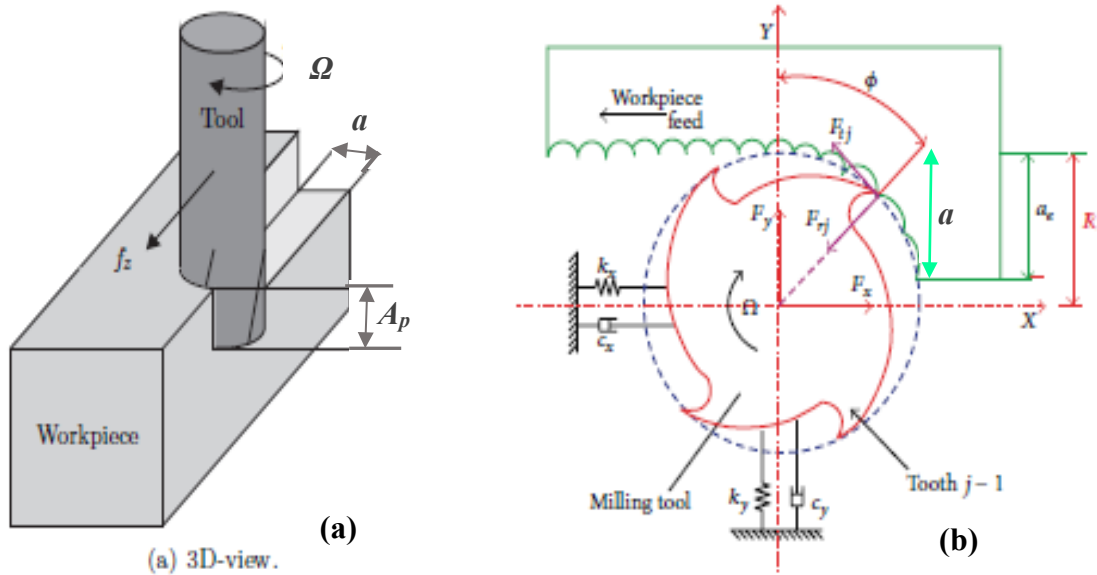 Ω
Tool
a
f_z
A_p
Workpiece
(a)
(a) 3D-view.
Y
ϕ
Workpiece
feed
F_tj
F_rj
F_y
a
a_e
R
k_x
F_x
Ω
X
c_x
Tooth j − 1
Milling tool
k_y
c_y
(b)